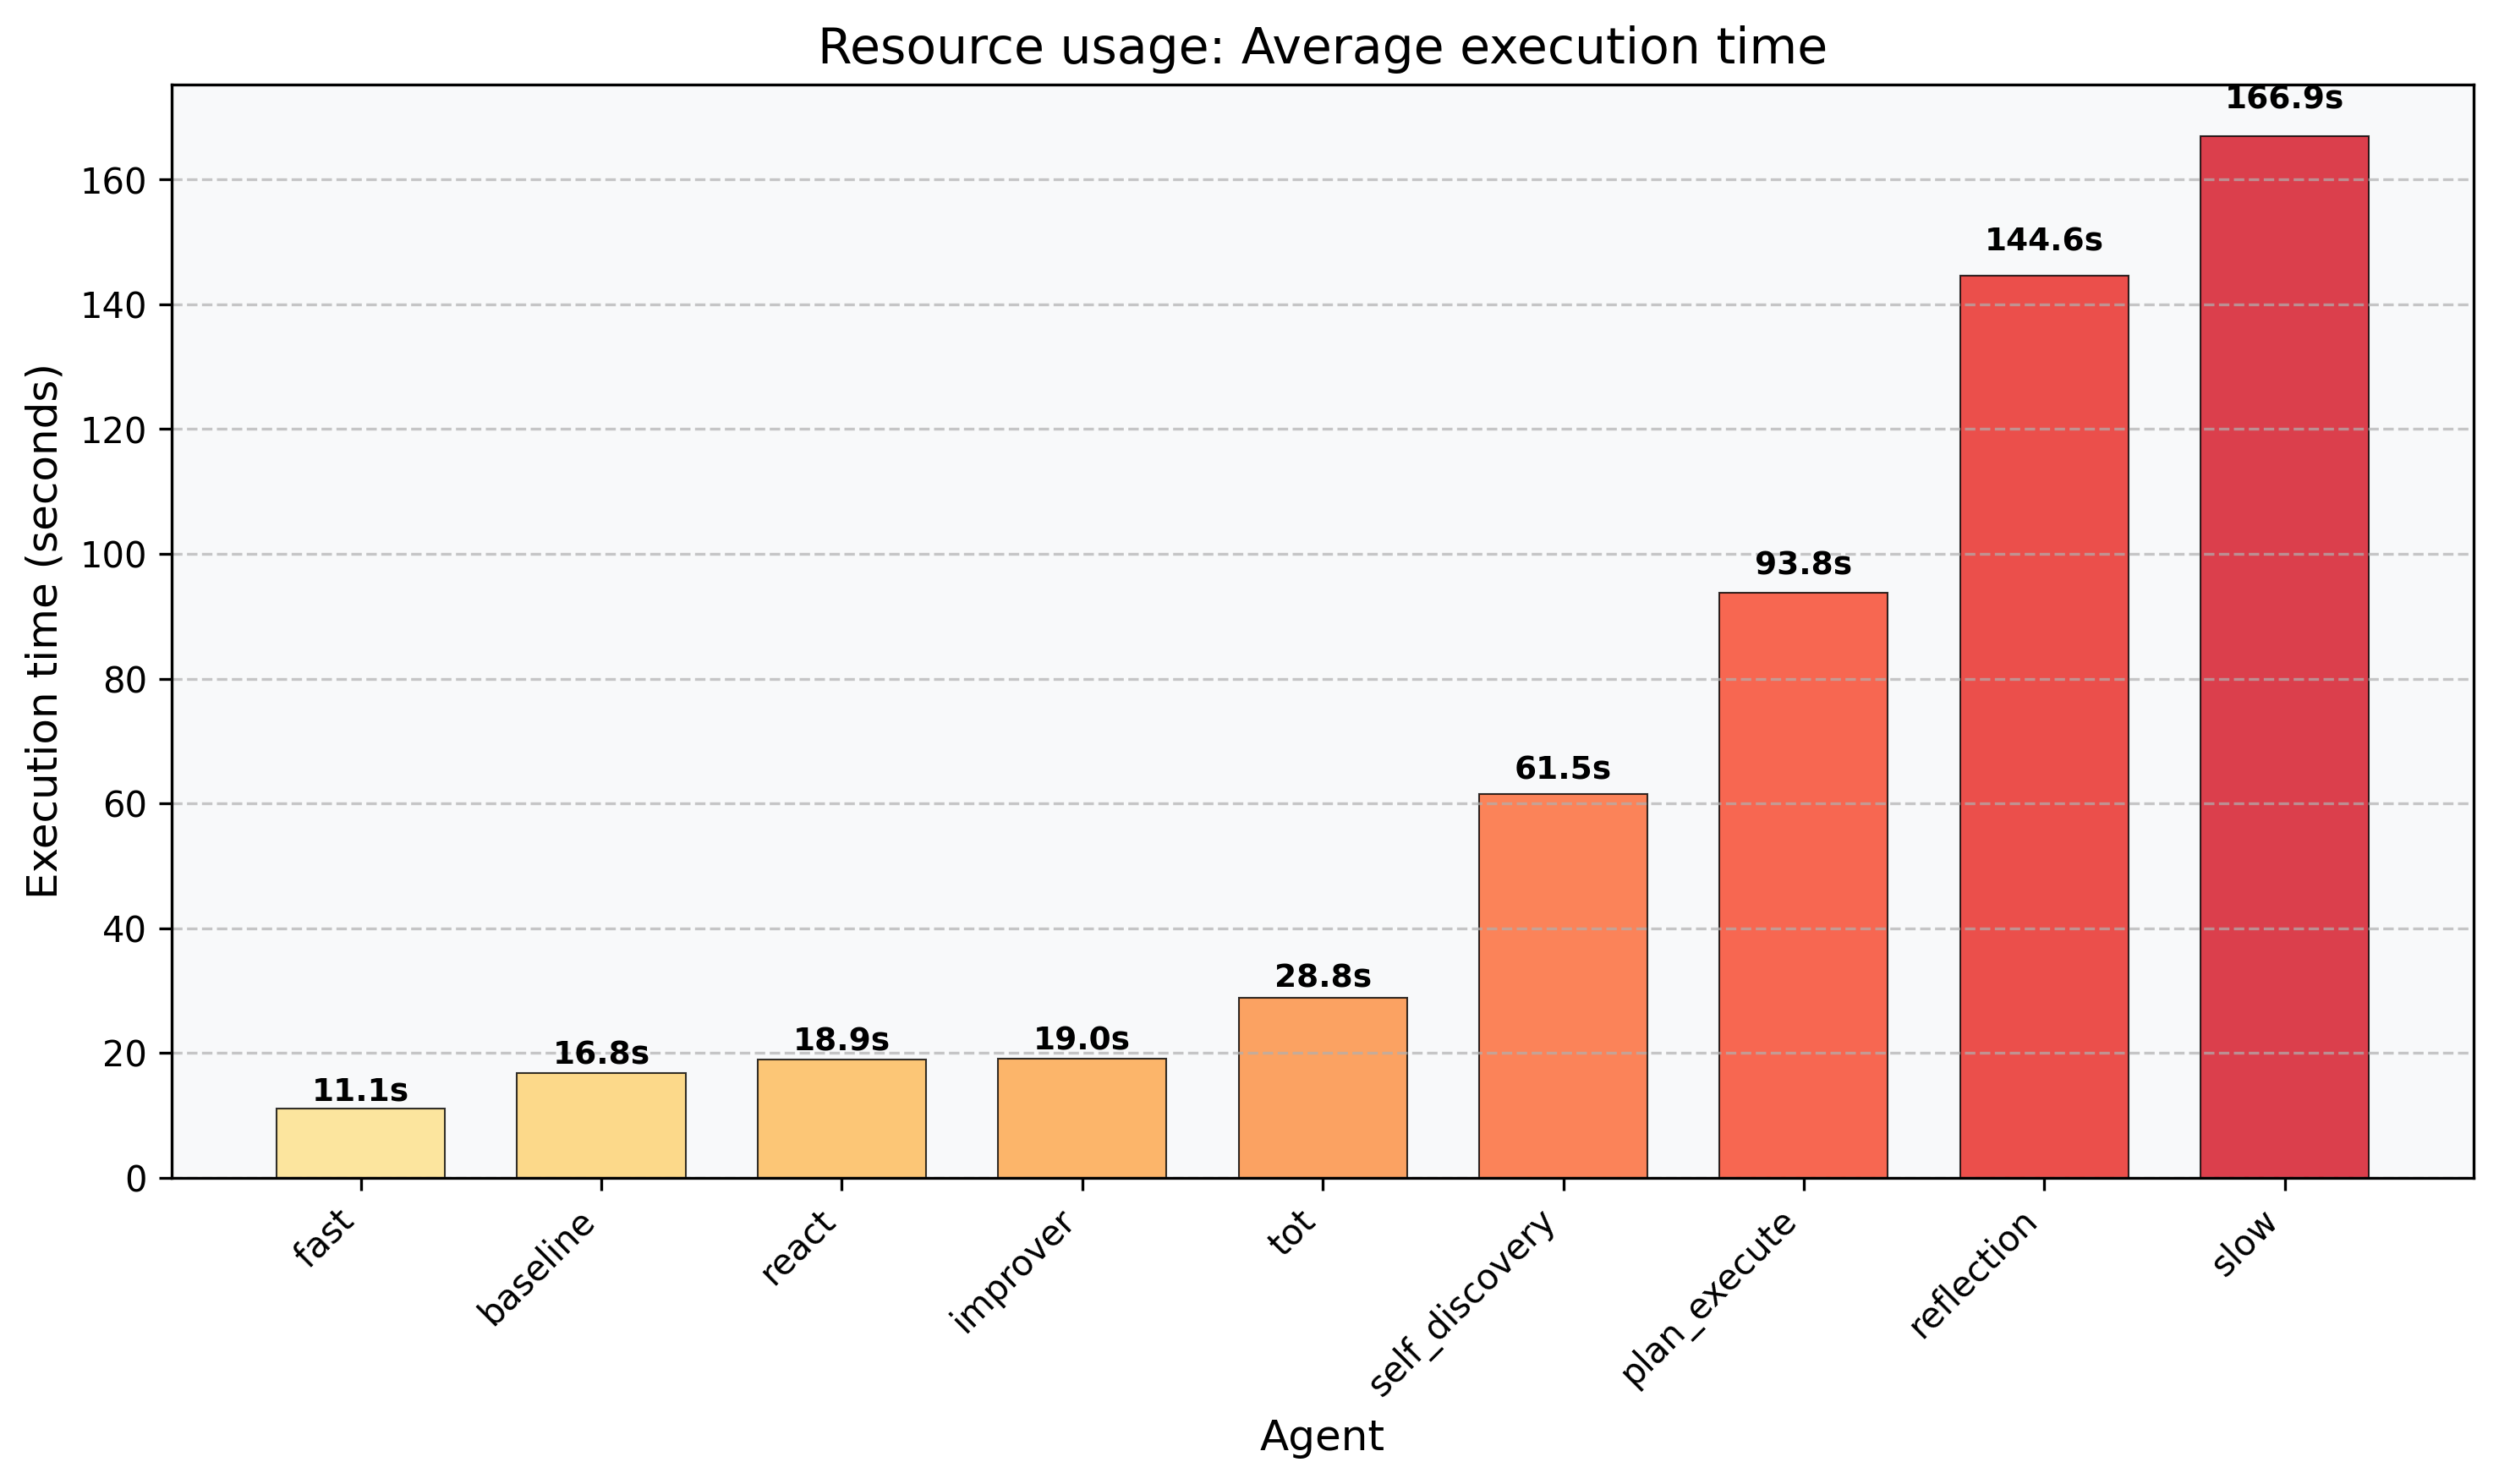 Resource usage: Average execution time
Execution time (seconds)
160
140
120
100
80
60
40
20
0
11.1s
16.8s
18.9s
19.0s
28.8s
61.5s
93.8s
144.6s
166.9s
fast
baseline
react
improver
tot
self_discovery
plan_execute
reflection
slow
Agent